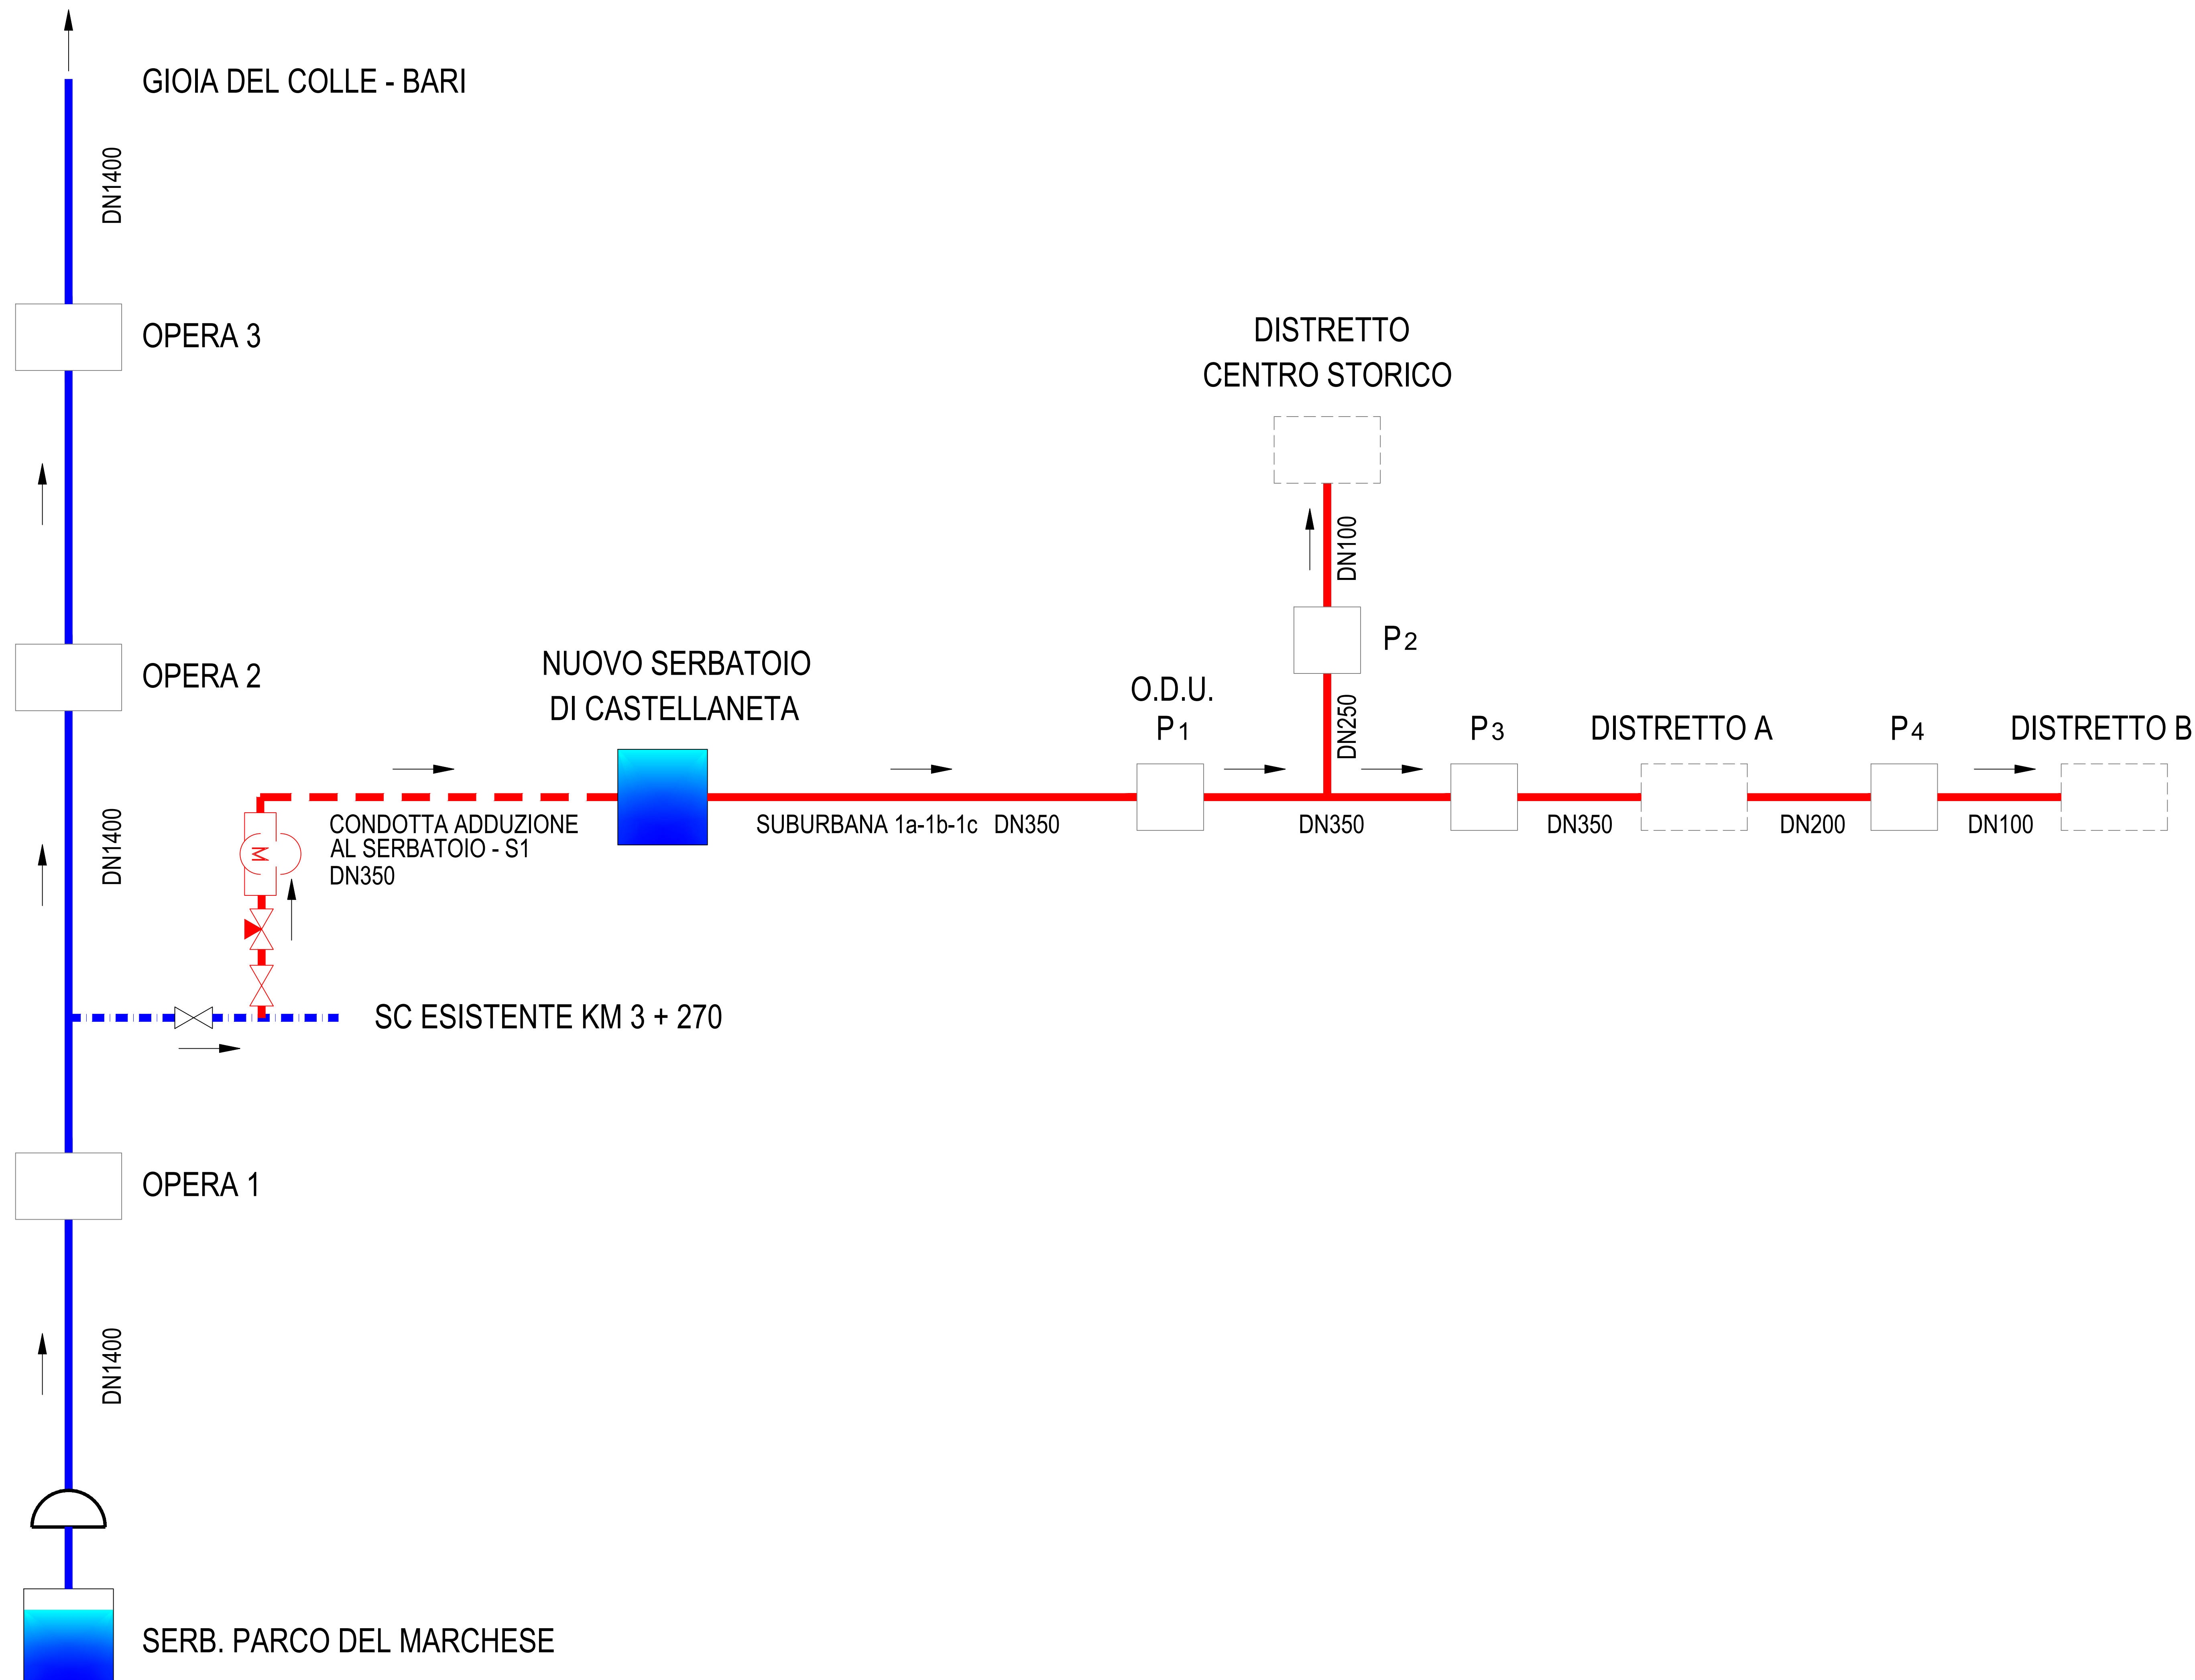 GIOIA DEL COLLE - BARI
DN1400
OPERA 3
DISTRETTO
CENTRO STORICO
DN100
P2
OPERA 2
NUOVO SERBATOIO
DI CASTELLANETA
O.D.U.
P1
DN250
P3
DISTRETTO A
P4
DISTRETTO B
DN1400
M
CONDOTTA ADDUZIONE
AL SERBATOIO - S1
DN350
SUBURBANA 1a-1b-1c DN350
DN350
DN350
DN200
DN100
SC ESISTENTE KM 3 + 270
OPERA 1
DN1400
SERB. PARCO DEL MARCHESE